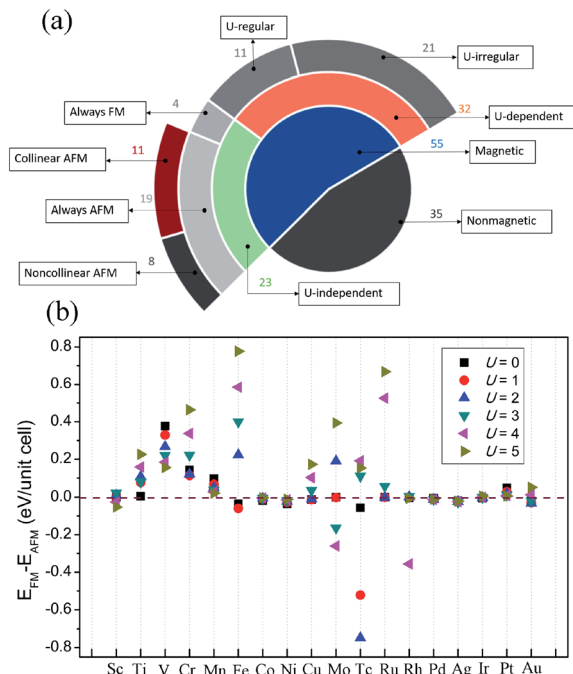 (a)
U-regular
11
21
U-irregular
4
Always FM
32
U-dependent
Collinear AFM
11
55
Magnetic
Always AFM
19
35
Nonmagnetic
Noncollinear AFM
8
23
U-independent
(b)
E_FM-E_AFM (eV/unit cell)
0.8
0.6
0.4
0.2
0.0
-0.2
-0.4
-0.6
-0.8
U = 0
U = 1
U = 2
U = 3
U = 4
U = 5
Sc Ti V Cr Mn Fe Co Ni Cu Mo Tc Ru Rh Pd Ag Ir Pt Au